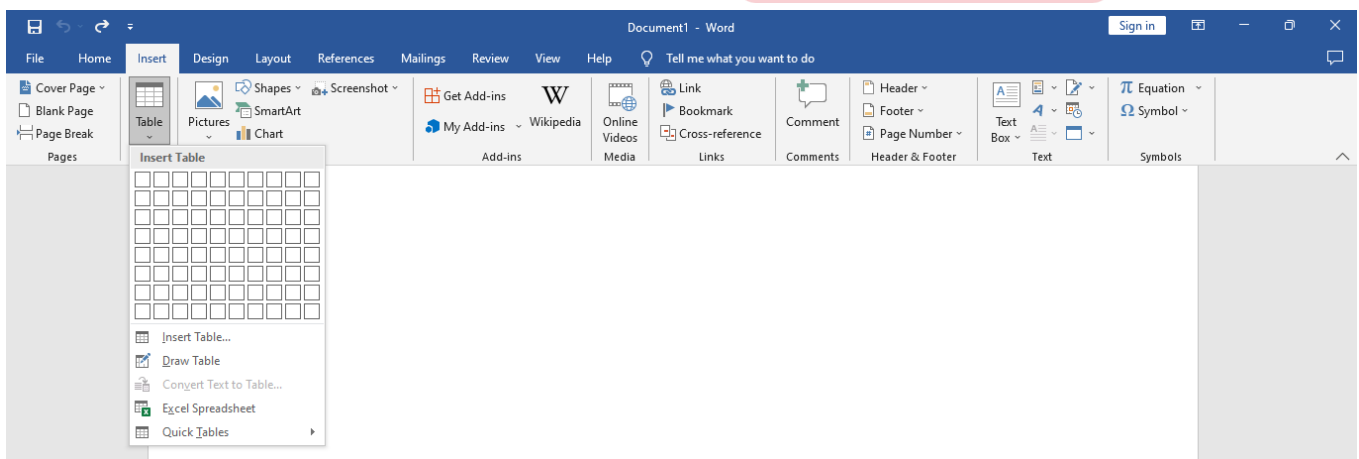 Document1 - Word
Sign in
File Home Insert Design Layout References Mailings Review View Help Tell me what you want to do
Cover Page
Blank Page
Page Break
Pages
Table
Pictures
Shapes
SmartArt
Chart
Screenshot
Get Add-ins
My Add-ins
W
Wikipedia
Add-ins
Online
Videos
Media
Link
Bookmark
Cross-reference
Links
Comment
Comments
Header
Footer
Page Number
Header & Footer
A
Text
Box
A
A
Text
π Equation
Ω Symbol
Symbols
Insert Table
Insert Table...
Draw Table
Convert Text to Table...
Excel Spreadsheet
Quick Tables